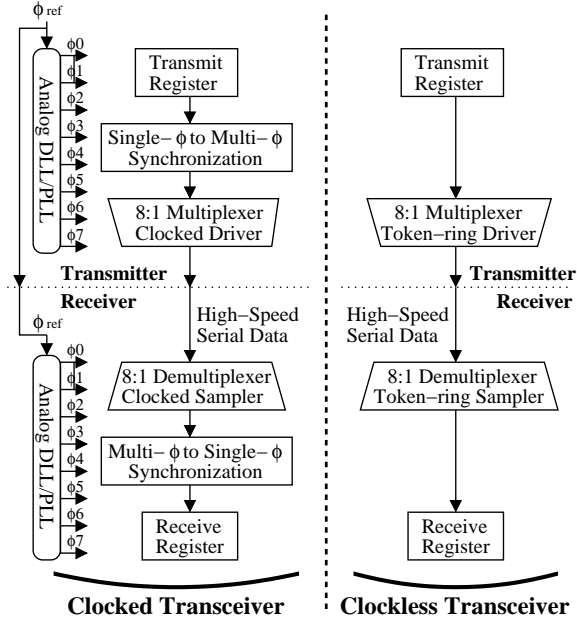 ϕ ref
Analog DLL/PLL
ϕ0
ϕ1
ϕ2
ϕ3
ϕ4
ϕ5
ϕ6
ϕ7
Transmit
Register
Single−ϕ to Multi−ϕ
Synchronization
8:1 Multiplexer
Clocked Driver
Transmitter
Receiver
ϕ ref
Analog DLL/PLL
ϕ0
ϕ1
ϕ2
ϕ3
ϕ4
ϕ5
ϕ6
ϕ7
High−Speed
Serial Data
8:1 Demultiplexer
Clocked Sampler
Multi−ϕ to Single−ϕ
Synchronization
Receive
Register
Clocked Transceiver
Transmit
Register
8:1 Multiplexer
Token−ring Driver
Transmitter
Receiver
High−Speed
Serial Data
8:1 Demultiplexer
Token−ring Sampler
Receive
Register
Clockless Transceiver